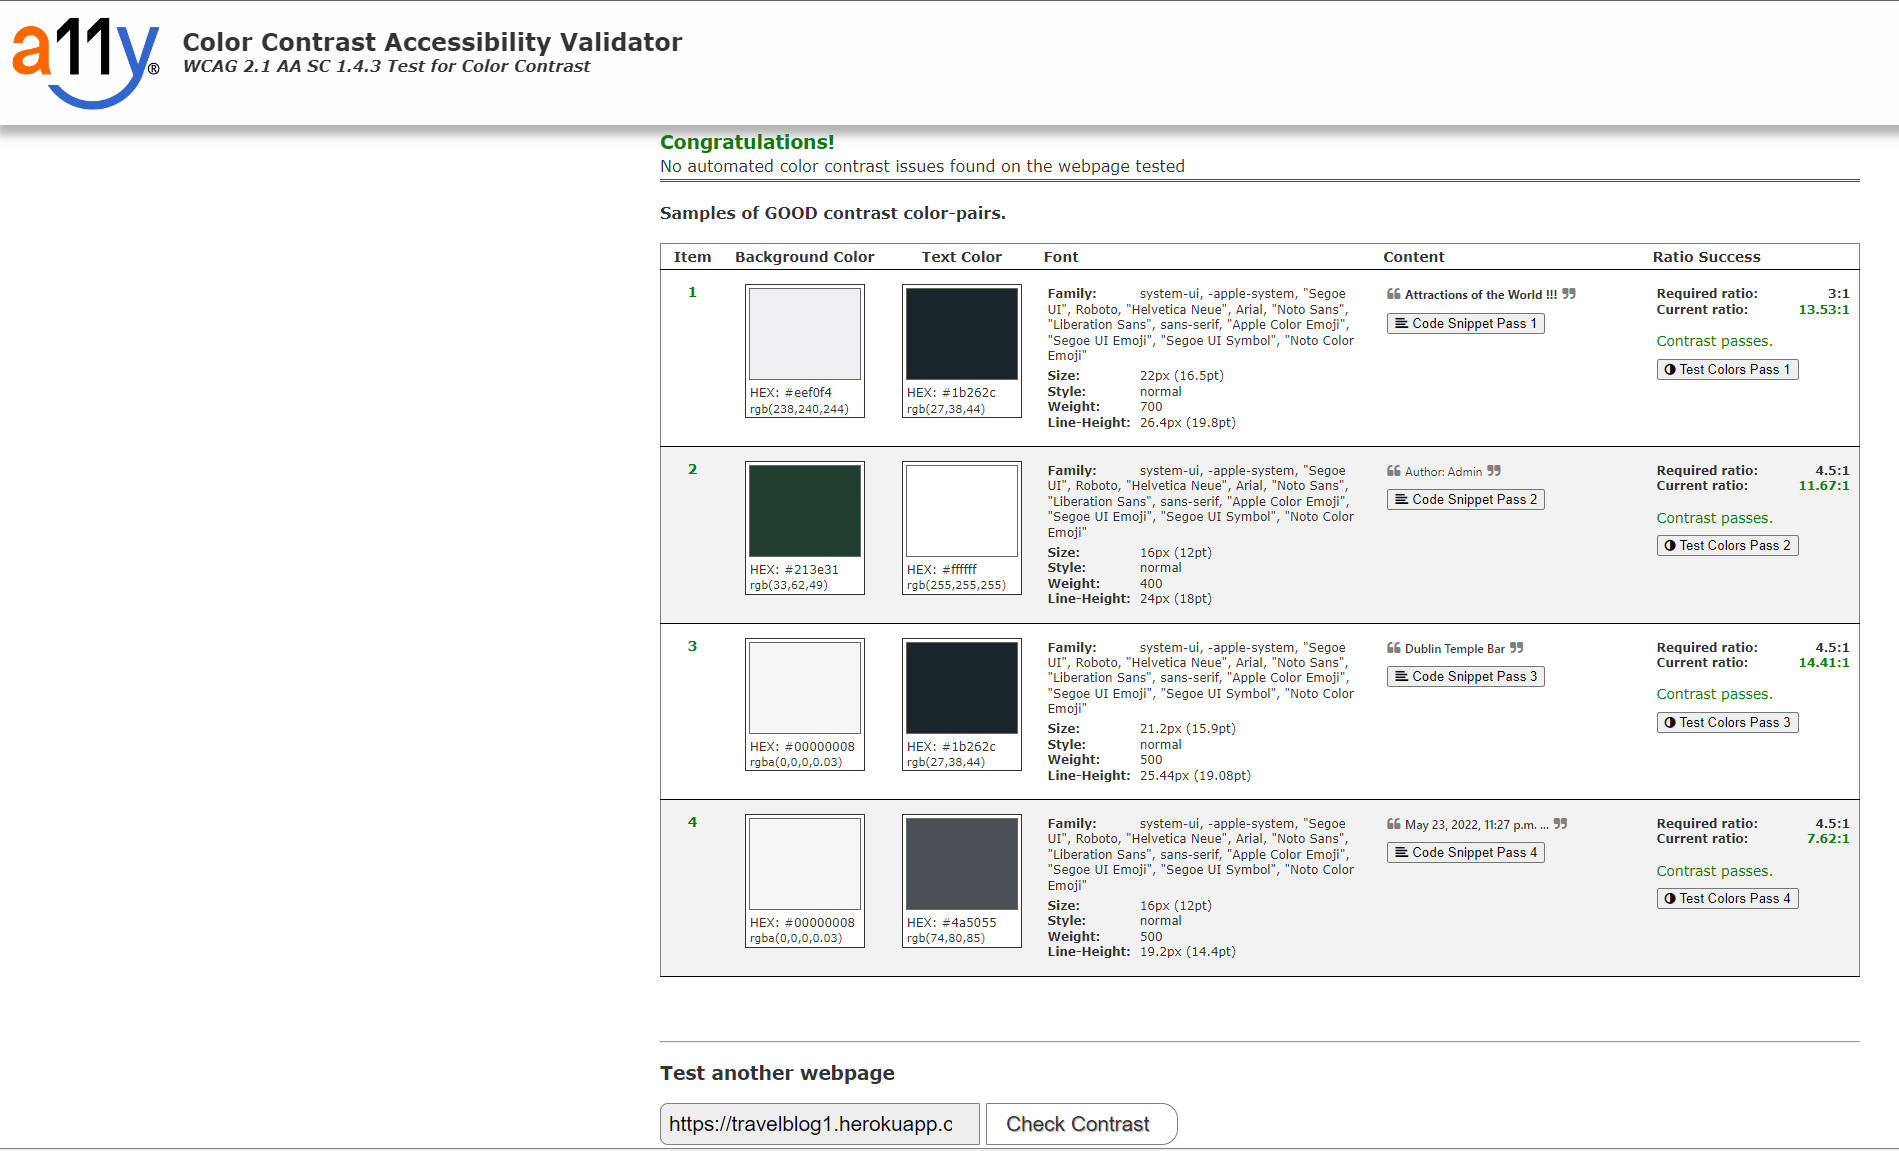 a11y®
Color Contrast Accessibility Validator
WCAG 2.1 AA SC 1.4.3 Test for Color Contrast
Congratulations!
No automated color contrast issues found on the webpage tested
Samples of GOOD contrast color-pairs.
Item Background Color Text Color Font Content Ratio Success
1
HEX: #eef0f4
rgb(238,240,244)
HEX: #1b262c
rgb(27,38,44)
Family: system-ui, -apple-system, "Segoe
UI", Roboto, "Helvetica Neue", Arial, "Noto Sans",
"Liberation Sans", sans-serif, "Apple Color Emoji",
"Segoe UI Emoji", "Segoe UI Symbol", "Noto Color
Emoji"
Size: 22px (16.5pt)
Style: normal
Weight: 700
Line-Height: 26.4px (19.8pt)
❝ Attractions of the World !!! ❞
Code Snippet Pass 1
Required ratio: 3:1
Current ratio: 13.53:1
Contrast passes.
Test Colors Pass 1
2
HEX: #213e31
rgb(33,62,49)
HEX: #ffffff
rgb(255,255,255)
Family: system-ui, -apple-system, "Segoe
UI", Roboto, "Helvetica Neue", Arial, "Noto Sans",
"Liberation Sans", sans-serif, "Apple Color Emoji",
"Segoe UI Emoji", "Segoe UI Symbol", "Noto Color
Emoji"
Size: 16px (12pt)
Style: normal
Weight: 400
Line-Height: 24px (18pt)
❝ Author: Admin ❞
Code Snippet Pass 2
Required ratio: 4.5:1
Current ratio: 11.67:1
Contrast passes.
Test Colors Pass 2
3
HEX: #00000008
rgba(0,0,0,0.03)
HEX: #1b262c
rgb(27,38,44)
Family: system-ui, -apple-system, "Segoe
UI", Roboto, "Helvetica Neue", Arial, "Noto Sans",
"Liberation Sans", sans-serif, "Apple Color Emoji",
"Segoe UI Emoji", "Segoe UI Symbol", "Noto Color
Emoji"
Size: 21.2px (15.9pt)
Style: normal
Weight: 500
Line-Height: 25.44px (19.08pt)
❝ Dublin Temple Bar ❞
Code Snippet Pass 3
Required ratio: 4.5:1
Current ratio: 14.41:1
Contrast passes.
Test Colors Pass 3
4
HEX: #00000008
rgba(0,0,0,0.03)
HEX: #4a5055
rgb(74,80,85)
Family: system-ui, -apple-system, "Segoe
UI", Roboto, "Helvetica Neue", Arial, "Noto Sans",
"Liberation Sans", sans-serif, "Apple Color Emoji",
"Segoe UI Emoji", "Segoe UI Symbol", "Noto Color
Emoji"
Size: 16px (12pt)
Style: normal
Weight: 500
Line-Height: 19.2px (14.4pt)
❝ May 23, 2022, 11:27 p.m. ... ❞
Code Snippet Pass 4
Required ratio: 4.5:1
Current ratio: 7.62:1
Contrast passes.
Test Colors Pass 4
Test another webpage
https://travelblog1.herokuapp.c
Check Contrast